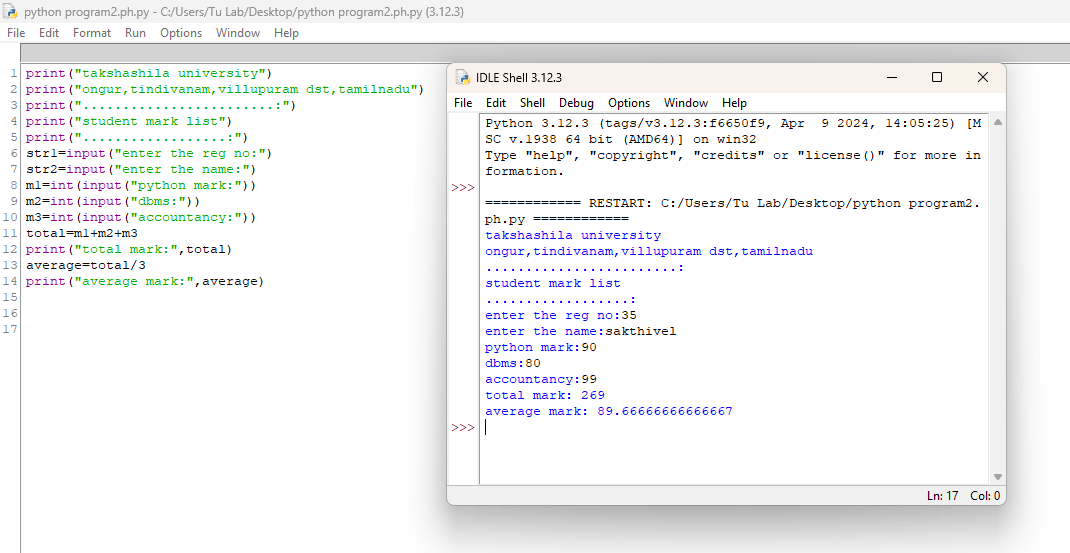 python program2.ph.py - C:/Users/Tu Lab/Desktop/python program2.ph.py (3.12.3)
File Edit Format Run Options Window Help
1 print("takshashila university")
2 print("ongur,tindivanam,villupuram dst,tamilnadu")
3 print("........................:")
4 print("student mark list")
5 print("..................:")
6 str1=input("enter the reg no:")
7 str2=input("enter the name:")
8 m1=int(input("python mark:"))
9 m2=int(input("dbms:"))
10 m3=int(input("accountancy:"))
11 total=m1+m2+m3
12 print("total mark:",total)
13 average=total/3
14 print("average mark:",average)
15
16
17
IDLE Shell 3.12.3
File Edit Shell Debug Options Window Help
Python 3.12.3 (tags/v3.12.3:f6650f9, Apr  9 2024, 14:05:25) [M
SC v.1938 64 bit (AMD64)] on win32
Type "help", "copyright", "credits" or "license()" for more in
formation.
>>>
============ RESTART: C:/Users/Tu Lab/Desktop/python program2.
ph.py ============
takshashila university
ongur,tindivanam,villupuram dst,tamilnadu
........................:
student mark list
..................:
enter the reg no:35
enter the name:sakthivel
python mark:90
dbms:80
accountancy:99
total mark: 269
average mark: 89.66666666666667
>>>
Ln: 17 Col: 0